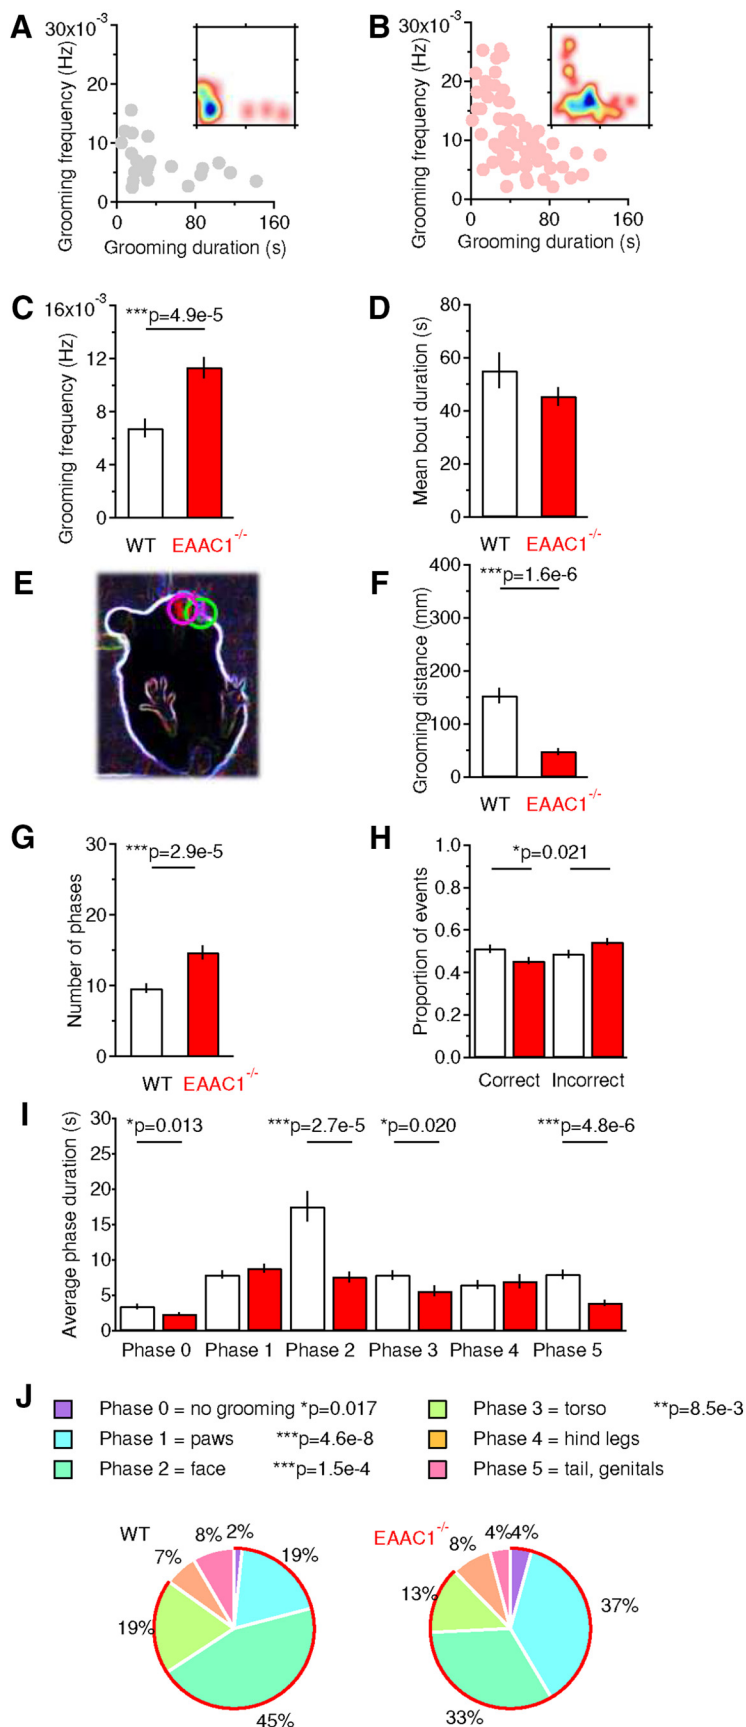 A
30x10-3
20
10
0
Grooming frequency (Hz)
0 80 160
Grooming duration (s)
B
30x10-3
20
10
0
Grooming frequency (Hz)
0 80 160
Grooming duration (s)
C
16x10-3
12
8
4
0
Grooming frequency (Hz)
***p=4.9e-5
WT EAAC1-/-
D
80
60
40
20
0
Mean bout duration (s)
WT EAAC1-/-
E
F
400
300
200
100
0
Grooming distance (mm)
***p=1.6e-6
WT EAAC1-/-
G
30
20
10
0
Number of phases
***p=2.9e-5
WT EAAC1-/-
H
1.0
0.8
0.6
0.4
0.2
0.0
Proportion of events
*p=0.021
Correct Incorrect
I
30
25
20
15
10
5
0
Average phase duration (s)
*p=0.013 ***p=2.7e-5 *p=0.020 ***p=4.8e-6
Phase 0 Phase 1 Phase 2 Phase 3 Phase 4 Phase 5
J
Phase 0 = no grooming *p=0.017
Phase 1 = paws ***p=4.6e-8
Phase 2 = face ***p=1.5e-4
Phase 3 = torso **p=8.5e-3
Phase 4 = hind legs
Phase 5 = tail, genitals
WT
2%
19%
45%
19%
7%
8%
EAAC1-/-
4%
37%
33%
13%
8%
4%